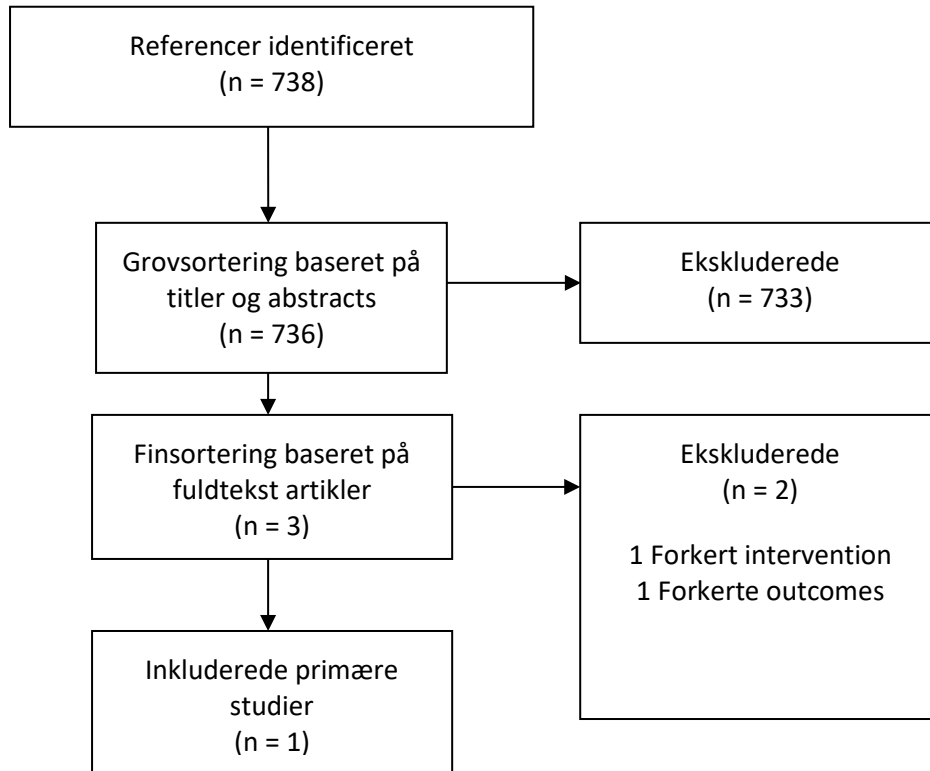 Referencer identificeret
(n = 738)
Grovsortering baseret på
titler og abstracts
(n = 736)
Ekskluderede
(n = 733)
Finsortering baseret på
fuldtekst artikler
(n = 3)
Ekskluderede
(n = 2)
1 Forkert intervention
1 Forkerte outcomes
Inkluderede primære
studier
(n = 1)